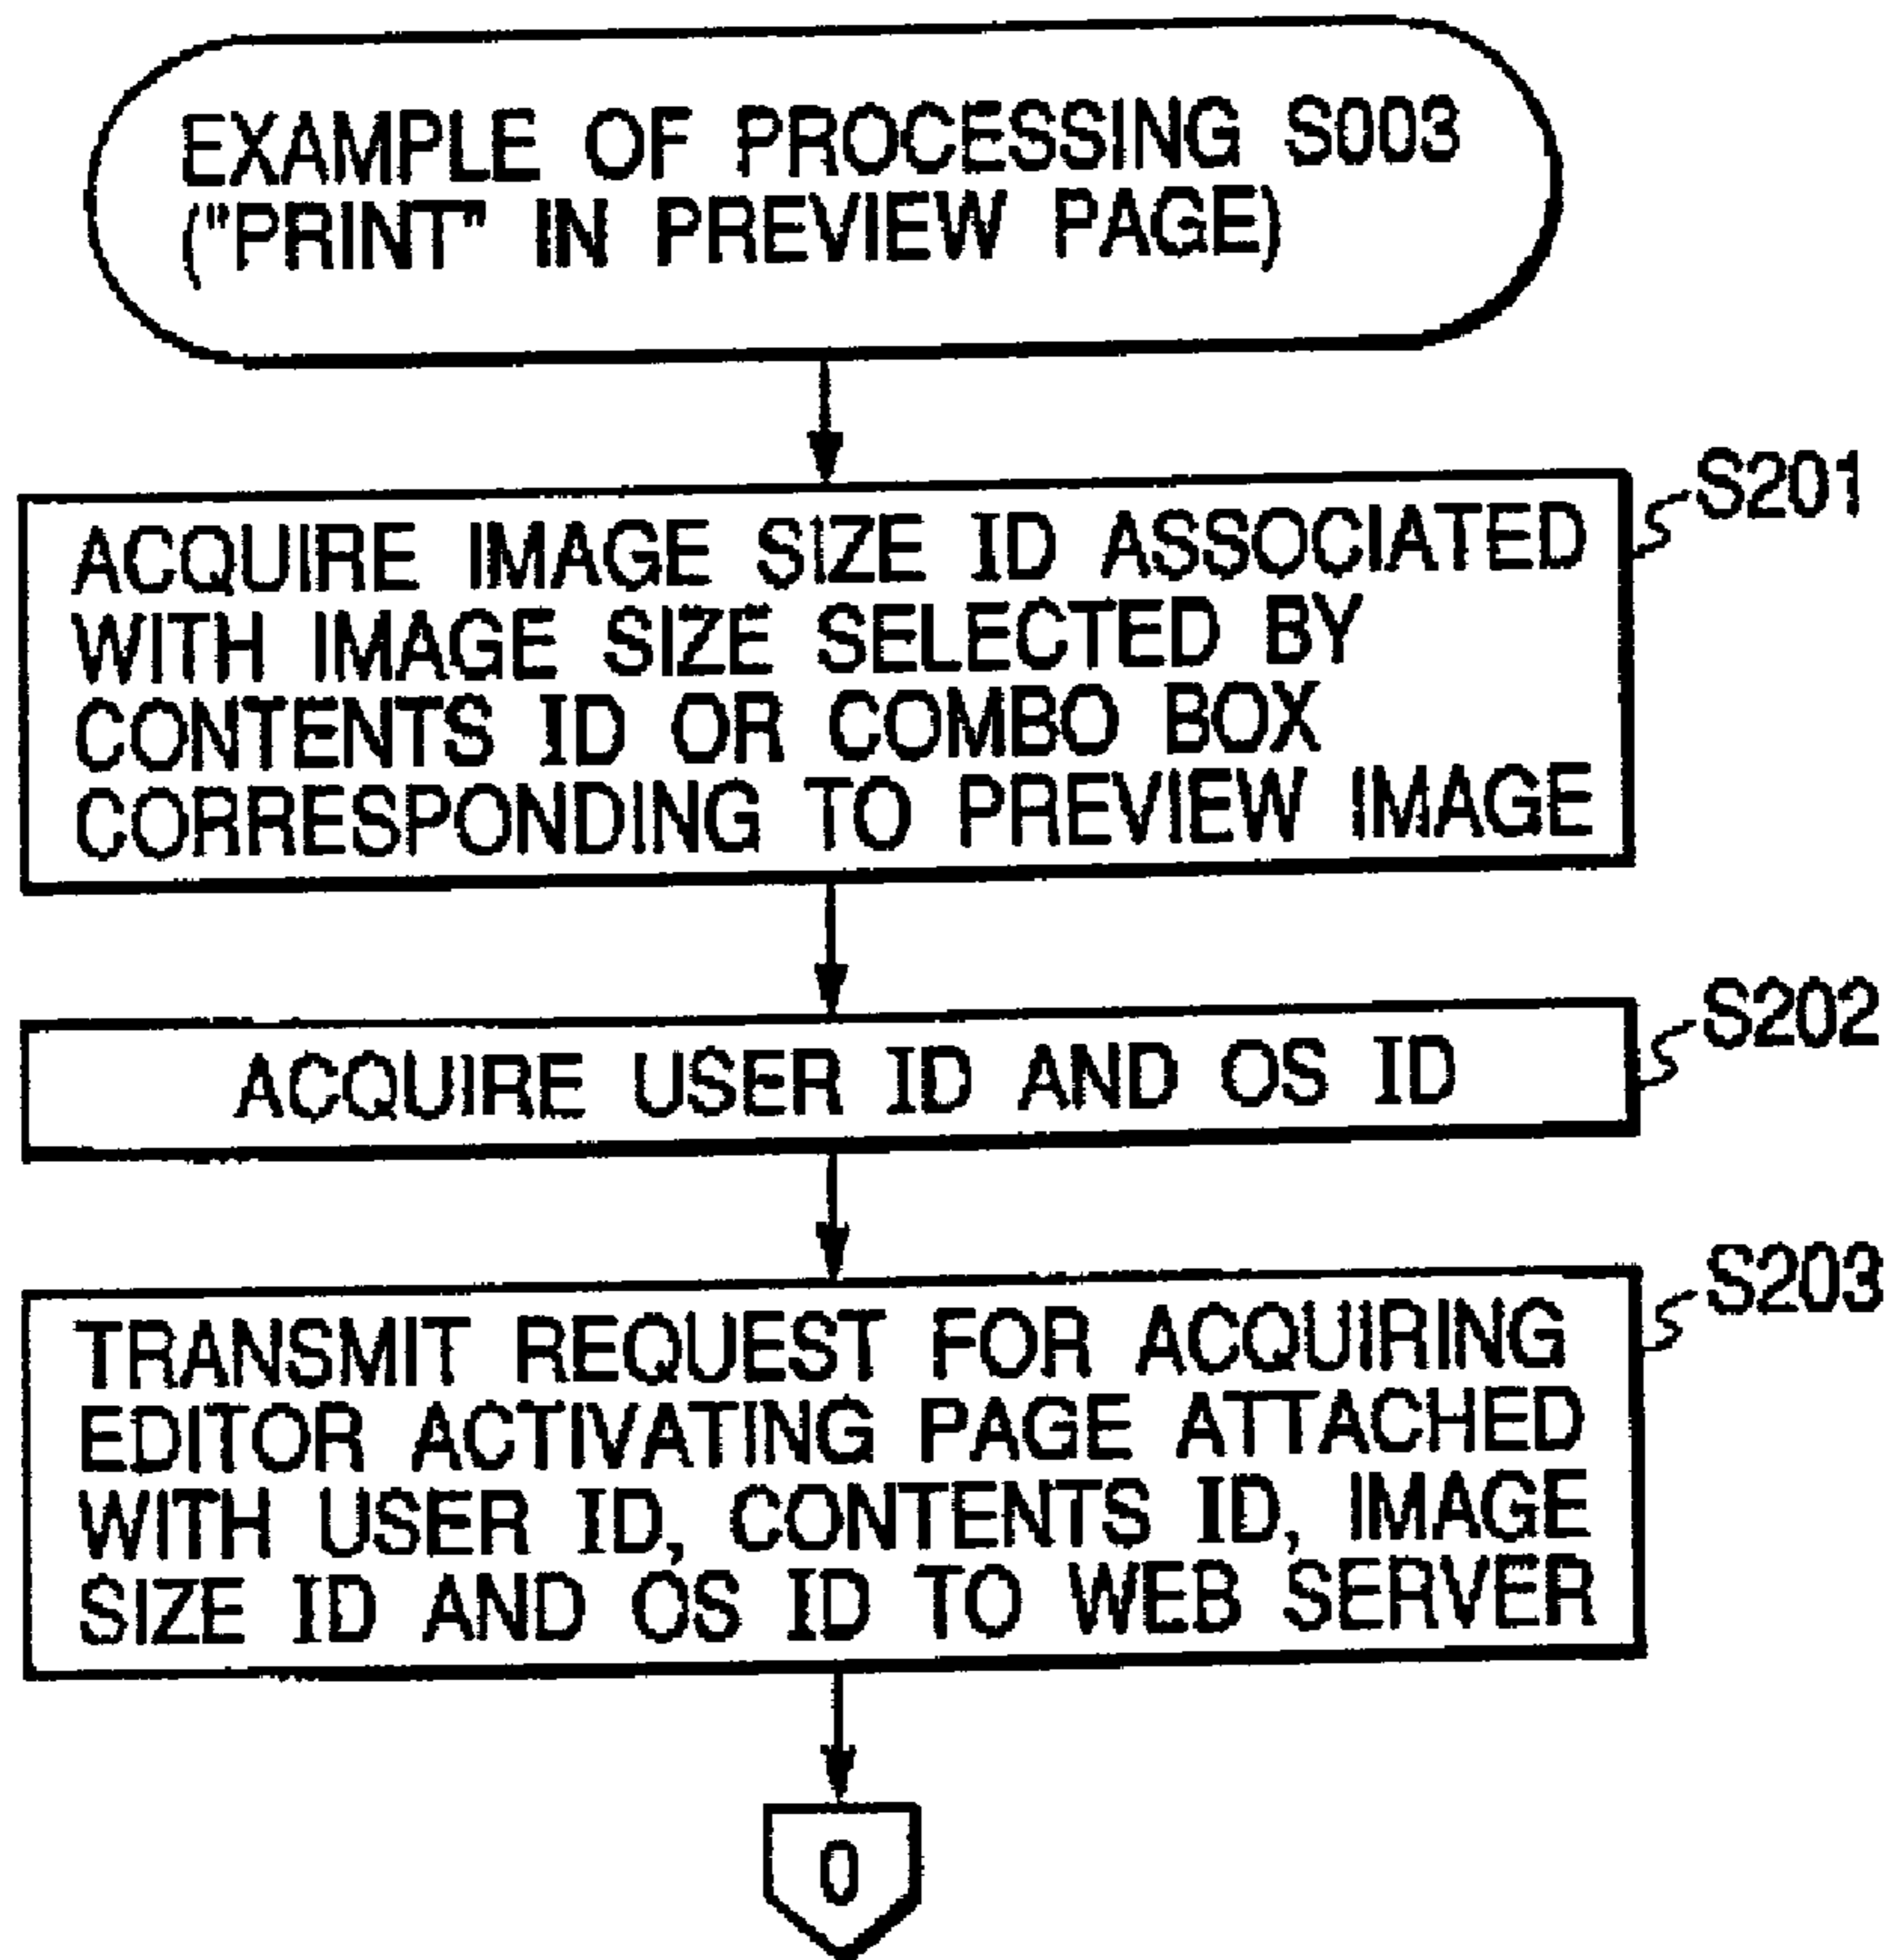 EXAMPLE OF PROCESSING S003
("PRINT" IN PREVIEW PAGE)
S201
ACQUIRE IMAGE SIZE ID ASSOCIATED
WITH IMAGE SIZE SELECTED BY
CONTENTS ID OR COMBO BOX
CORRESPONDING TO PREVIEW IMAGE
S202
ACQUIRE USER ID AND OS ID
S203
TRANSMIT REQUEST FOR ACQUIRING
EDITOR ACTIVATING PAGE ATTACHED
WITH USER ID, CONTENTS ID, IMAGE
SIZE ID AND OS ID TO WEB SERVER
0